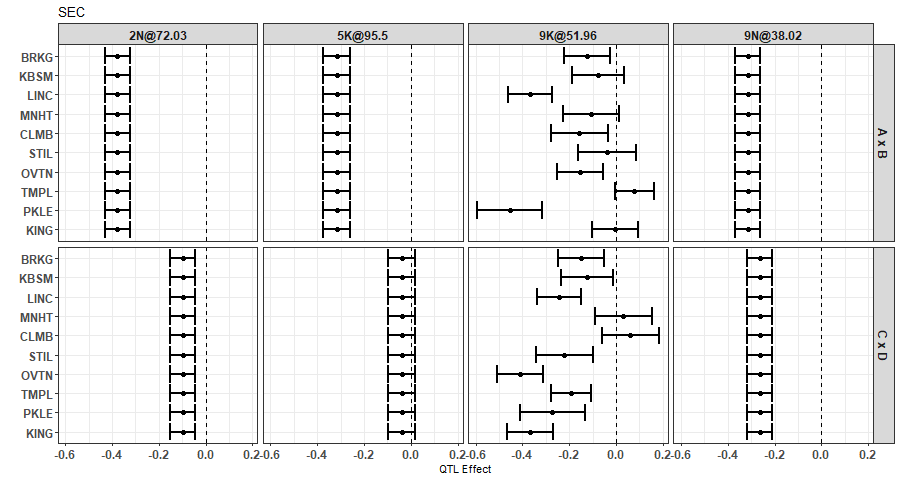 SEC
2N@72.03 5K@95.5 9K@51.96 9N@38.02
BRKG
KBSM
LINC
MNHT
CLMB
STIL
OVTN
TMPL
PKLE
KING
A x B
BRKG
KBSM
LINC
MNHT
CLMB
STIL
OVTN
TMPL
PKLE
KING
C x D
-0.6 -0.4 -0.2 0.0 0.2 -0.6 -0.4 -0.2 0.0 0.2 -0.6 -0.4 -0.2 0.0 0.2 -0.6 -0.4 -0.2 0.0 0.2
QTL Effect